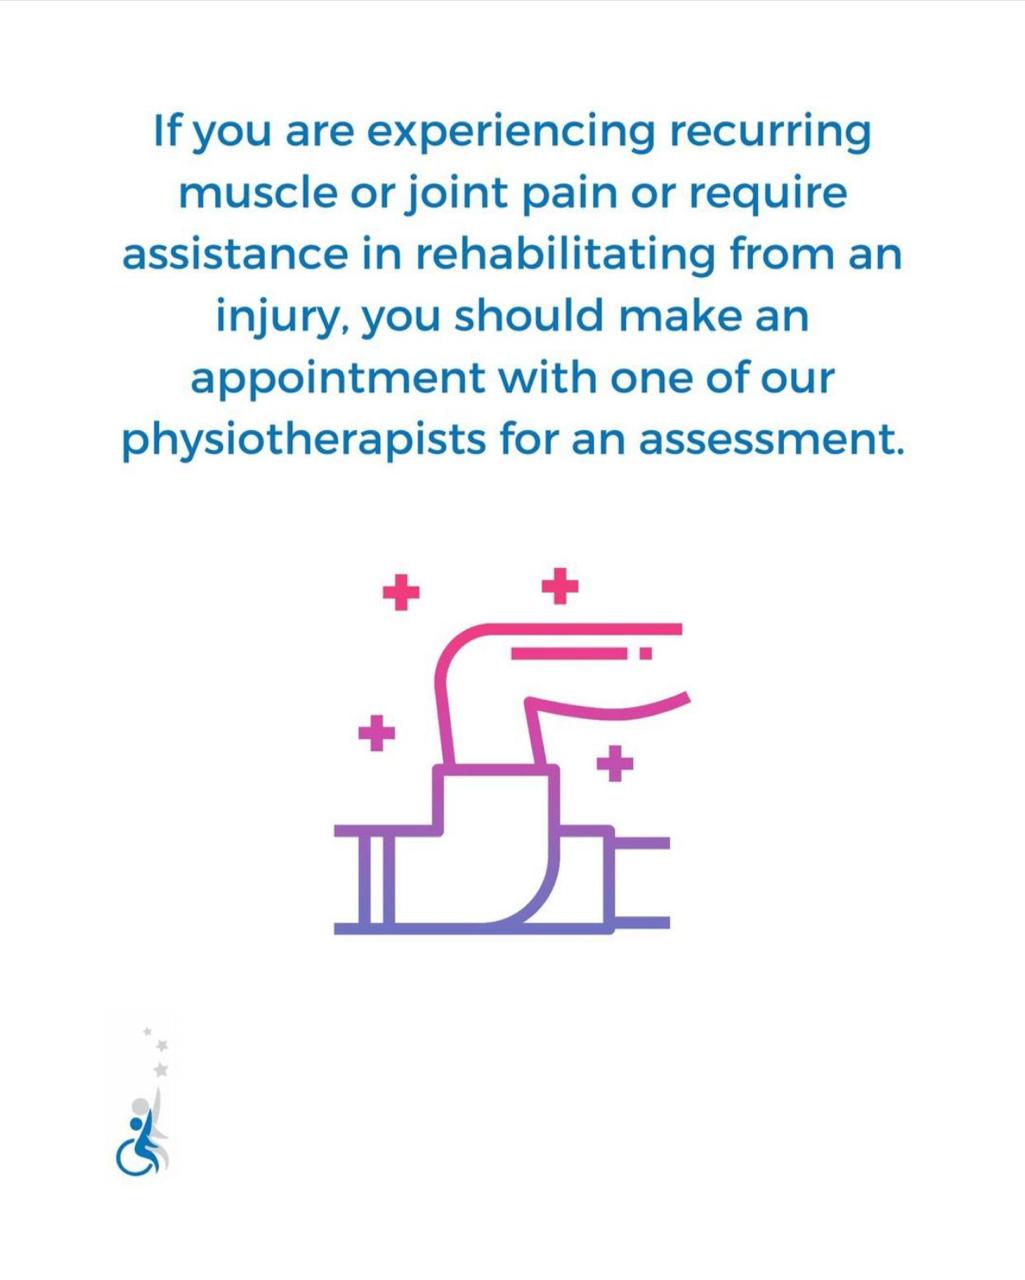 If you are experiencing recurring
muscle or joint pain or require
assistance in rehabilitating from an
injury, you should make an
appointment with one of our
physiotherapists for an assessment.